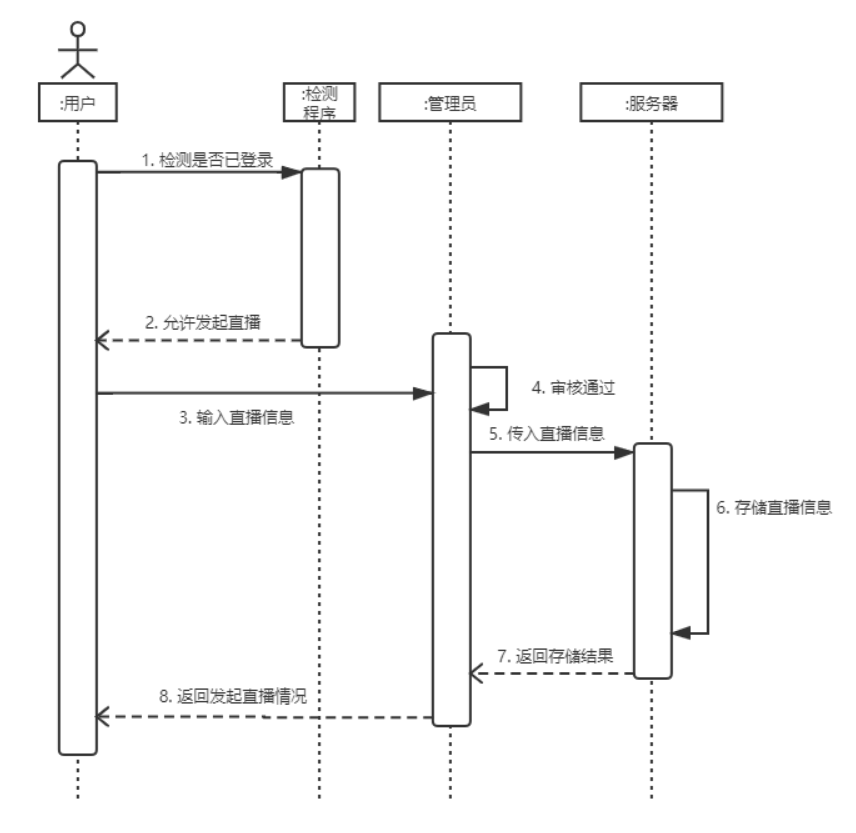 :用户
:检测
程序
:管理员
:服务器
1. 检测是否已登录
2. 允许发起直播
3. 输入直播信息
4. 审核通过
5. 传入直播信息
6. 存储直播信息
7. 返回存储结果
8. 返回发起直播情况